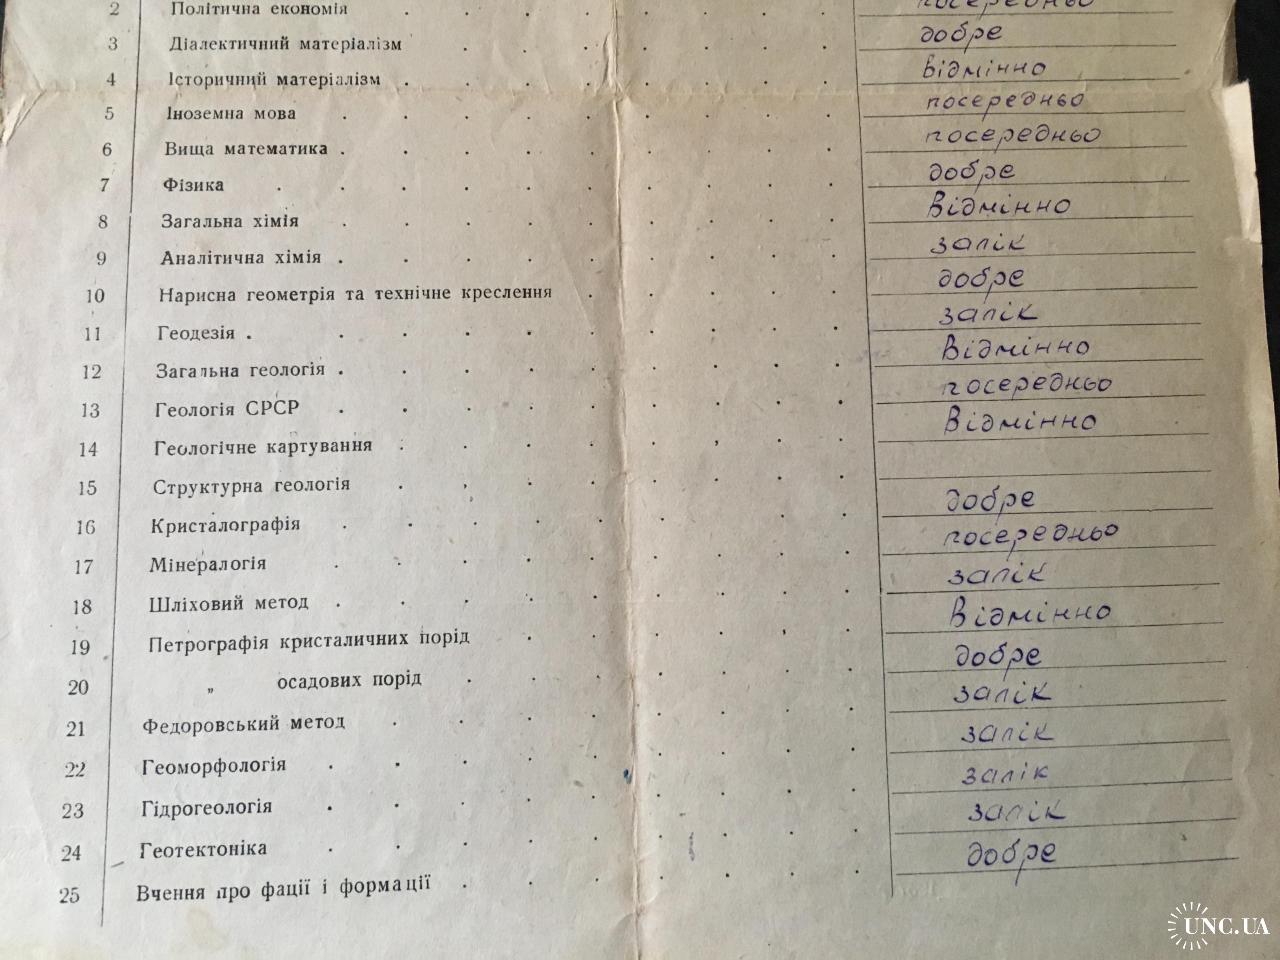 2 Політична економія посередньо
3 Діалектичний матеріалізм добре
4 Історичний матеріалізм відмінно
5 Іноземна мова посередньо
6 Вища математика посередньо
7 Фізика добре
8 Загальна хімія Відмінно
9 Аналітична хімія залік
10 Нарисна геометрія та технічне креслення добре
11 Геодезія залік
12 Загальна геологія Відмінно
13 Геологія СРСР посередньо
14 Геологічне картування Відмінно
15 Структурна геологія
16 Кристалографія добре
17 Мінералогія посередньо
18 Шліховий метод залік
19 Петрографія кристаличних порід Відмінно
20 „ осадових порід добре
21 Федоровський метод залік
22 Геоморфологія залік
23 Гідрогеологія залік
24 Геотектоніка залік
25 Вчення про фації і формації добре
UNC.UA